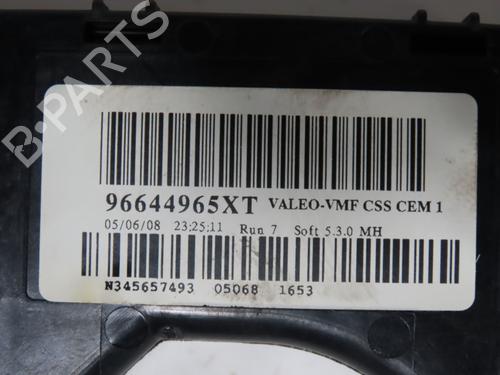 B-PARTS
96644965XT VALEO-VMF CSS CEM 1
05/06/08 23:25:11 Run 7 Soft 5.3.0 MH
N345657493 05068 1653